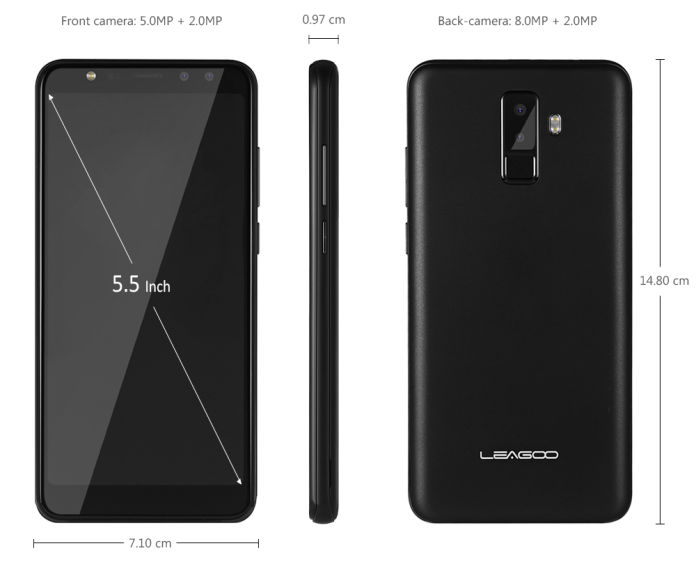 Front camera: 5.0MP + 2.0MP
0.97 cm
Back-camera: 8.0MP + 2.0MP
5.5 Inch
14.80 cm
LEAGOO
7.10 cm